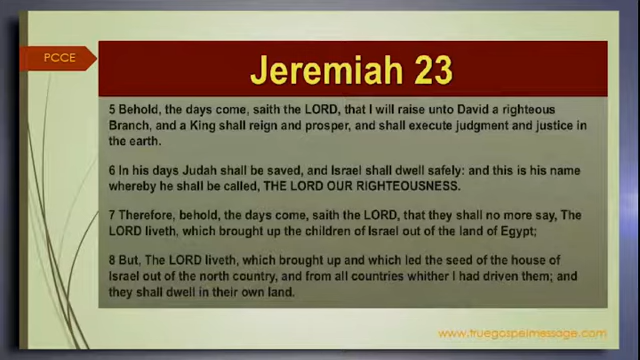 PCCE
Jeremiah 23
5 Behold, the days come, saith the LORD, that I will raise unto David a righteous
Branch, and a King shall reign and prosper, and shall execute judgment and justice in
the earth.
6 In his days Judah shall be saved, and Israel shall dwell safely: and this is his name
whereby he shall be called, THE LORD OUR RIGHTEOUSNESS.
7 Therefore, behold, the days come, saith the LORD, that they shall no more say, The
LORD liveth, which brought up the children of Israel out of the land of Egypt;
8 But, The LORD liveth, which brought up and which led the seed of the house of
Israel out of the north country, and from all countries whither I had driven them; and
they shall dwell in their own land.
www.truegospelmessage.com